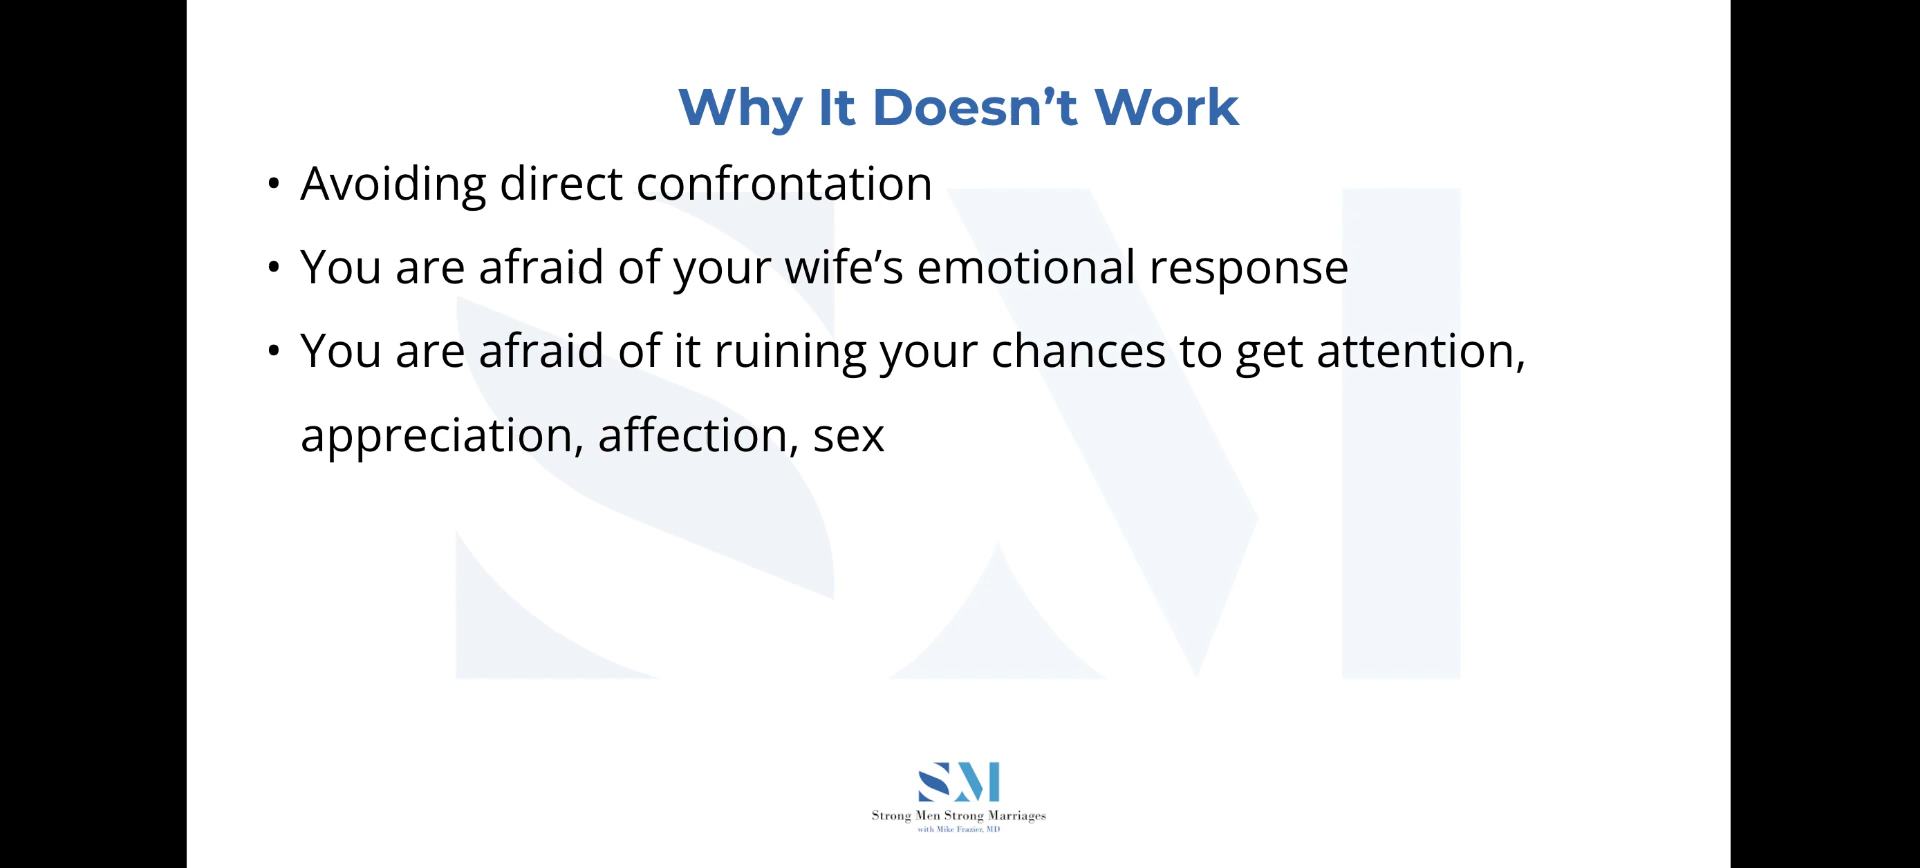 Why It Doesn’t Work
• Avoiding direct confrontation
• You are afraid of your wife’s emotional response
• You are afraid of it ruining your chances to get attention,
appreciation, affection, sex
SM
SM
Strong Men Strong Marriages
with Mike Frazier, MD